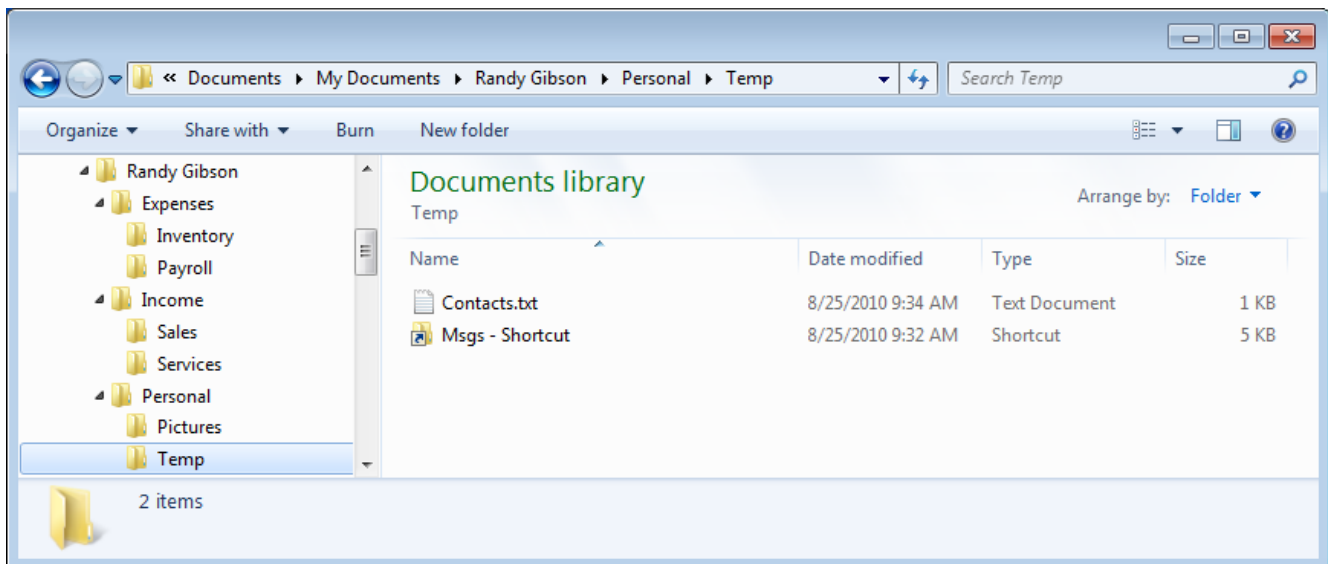 « Documents ▸ My Documents ▸ Randy Gibson ▸ Personal ▸ Temp
Search Temp
Organize Share with Burn New folder
Randy Gibson
Expenses
Inventory
Payroll
Income
Sales
Services
Personal
Pictures
Temp
Documents library
Temp
Arrange by: Folder
Name Date modified Type Size
Contacts.txt 8/25/2010 9:34 AM Text Document 1 KB
Msgs - Shortcut 8/25/2010 9:32 AM Shortcut 5 KB
2 items